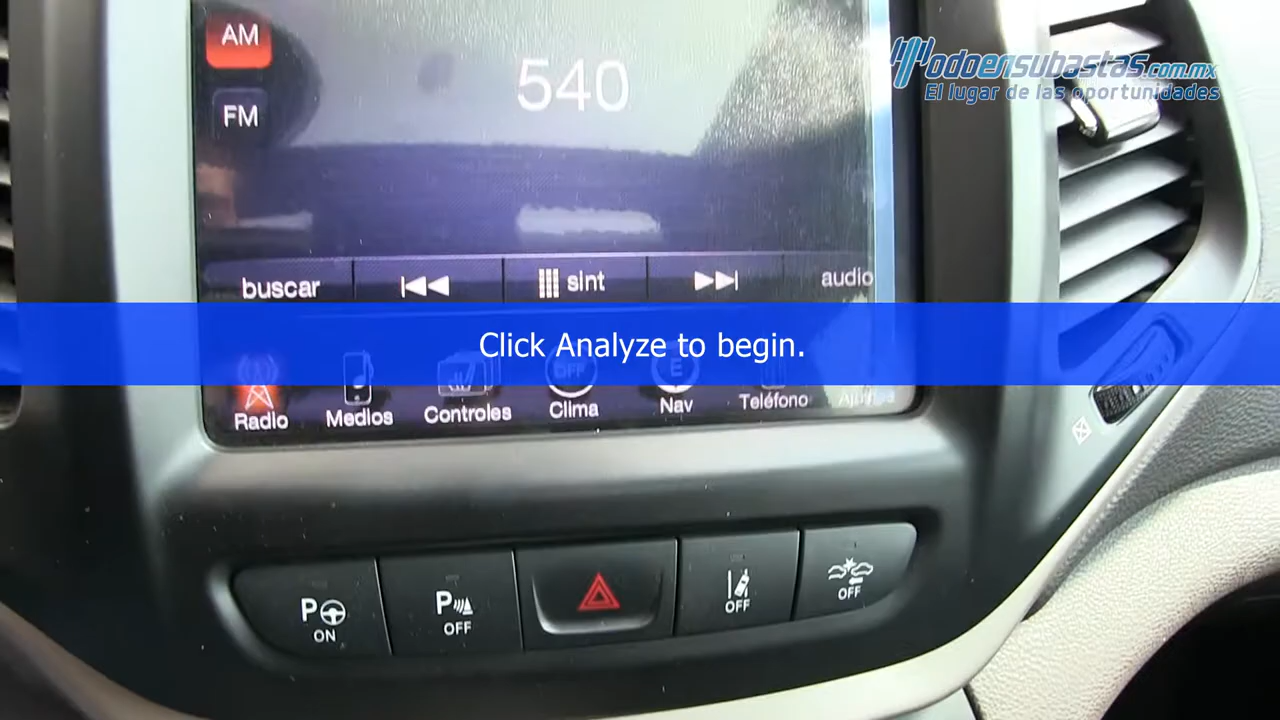 AM
540
FM
Todoensubastas.com.mx
El lugar de las oportunidades
buscar sint audio
Click Analyze to begin.
OFF E
Radio Medios Controles Clima Nav Teléfono Ajustes
P ON
P OFF
OFF
OFF